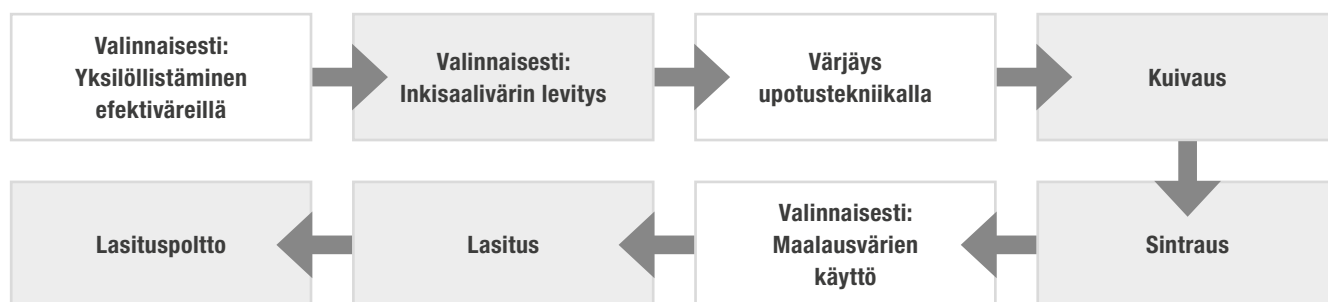 Valinnaisesti:
Yksilöllistäminen
efektiväreillä
Valinnaisesti:
Inkisaalivärin levitys
Värjäys
upotustekniikalla
Kuivaus
Sintraus
Valinnaisesti:
Maalausvärien
käyttö
Lasitus
Lasituspoltto